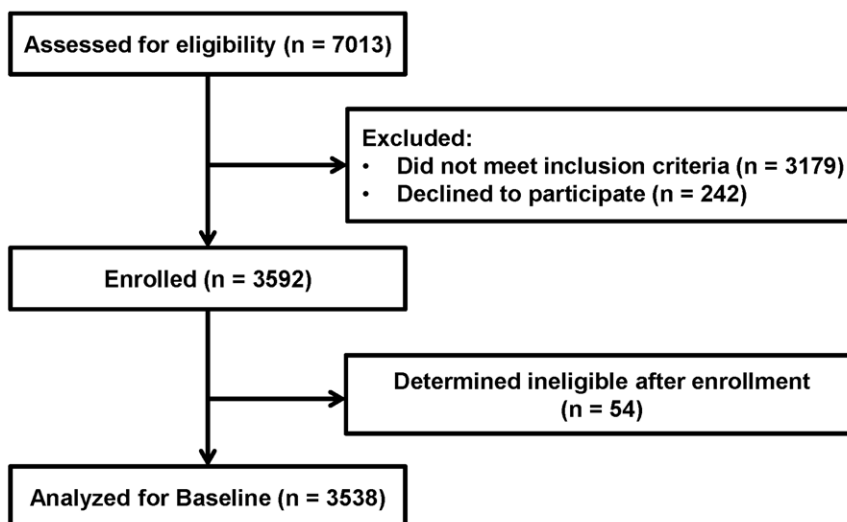 Assessed for eligibility (n = 7013)
Excluded:
• Did not meet inclusion criteria (n = 3179)
• Declined to participate (n = 242)
Enrolled (n = 3592)
Determined ineligible after enrollment
(n = 54)
Analyzed for Baseline (n = 3538)